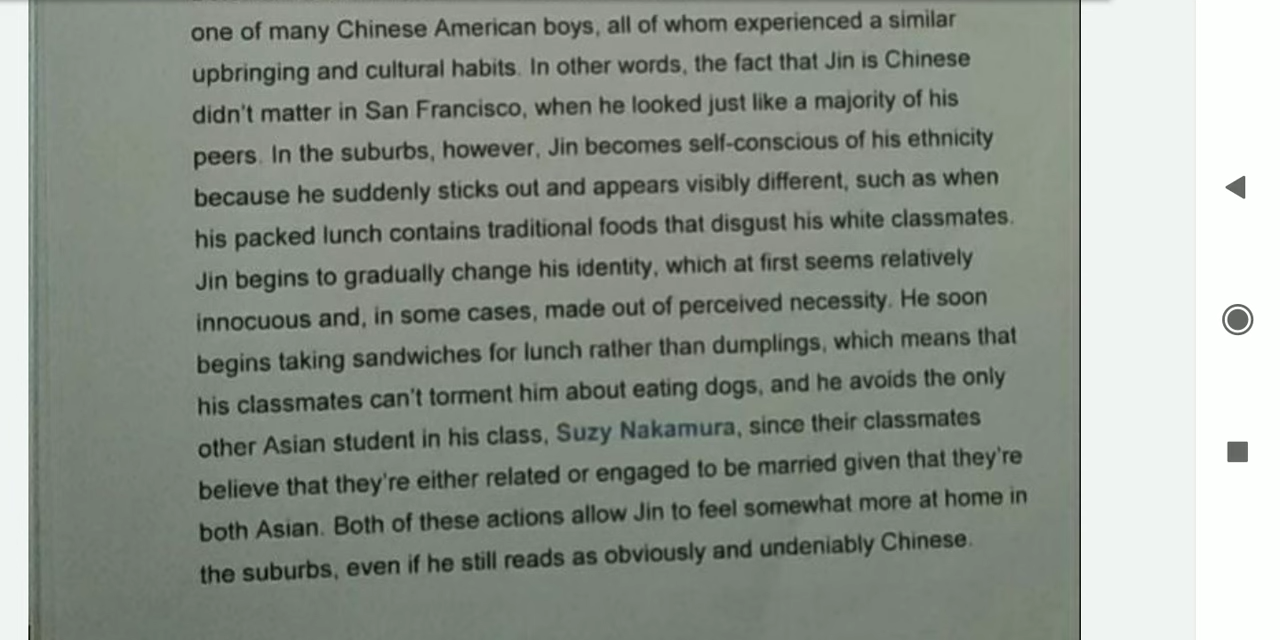 one of many Chinese American boys, all of whom experienced a similar
upbringing and cultural habits. In other words, the fact that Jin is Chinese
didn't matter in San Francisco, when he looked just like a majority of his
peers. In the suburbs, however, Jin becomes self-conscious of his ethnicity
because he suddenly sticks out and appears visibly different, such as when
his packed lunch contains traditional foods that disgust his white classmates.
Jin begins to gradually change his identity, which at first seems relatively
innocuous and, in some cases, made out of perceived necessity. He soon
begins taking sandwiches for lunch rather than dumplings, which means that
his classmates can't torment him about eating dogs, and he avoids the only
other Asian student in his class, Suzy Nakamura, since their classmates
believe that they're either related or engaged to be married given that they're
both Asian. Both of these actions allow Jin to feel somewhat more at home in
the suburbs, even if he still reads as obviously and undeniably Chinese.